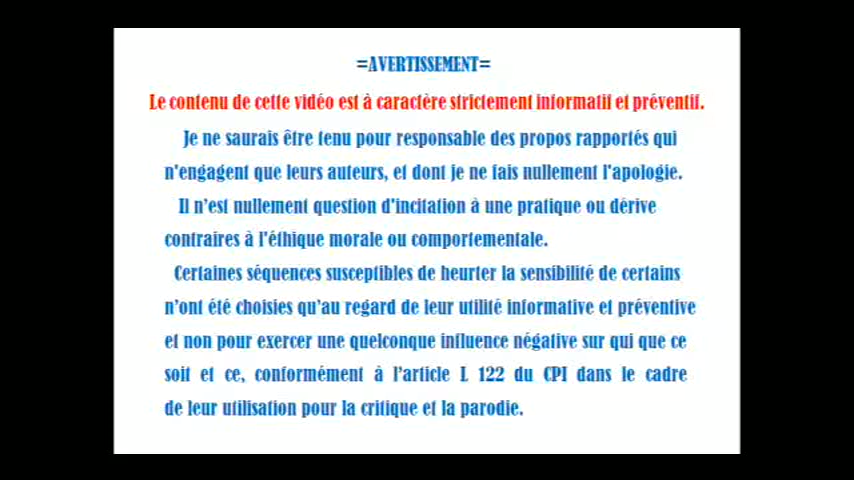 =AVERTISSEMENT=
Le contenu de cette vidéo est à caractère strictement informatif et préventif.
Je ne saurais être tenu pour responsable des propos rapportés qui
n'engagent que leurs auteurs, et dont je ne fais nullement l'apologie.
Il n'est nullement question d'incitation à une pratique ou dérive
contraires à l'éthique morale ou comportementale.
Certaines séquences susceptibles de heurter la sensibilité de certains
n'ont été choisies qu'au regard de leur utilité informative et préventive
et non pour exercer une quelconque influence négative sur qui que ce
soit et ce, conformément à l'article L 122 du CPI dans le cadre
de leur utilisation pour la critique et la parodie.